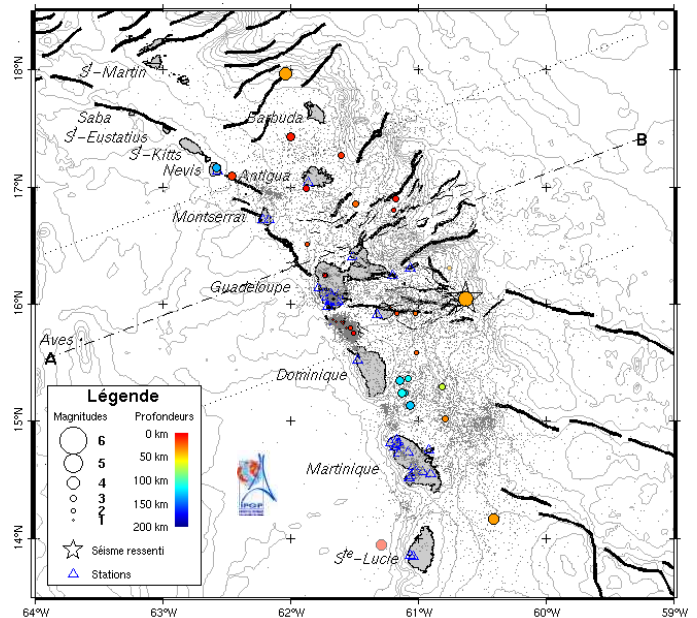 18°N
17°N
16°N
15°N
14°N
64°W
63°W
62°W
61°W
60°W
59°W
Sᵗ-Martin
Saba
Sᵗ-Eustatius
Sᵗ-Kitts
Nevis
Barbuda
Antigua
Montserrat
Guadeloupe
Aves
A
B
Dominique
Martinique
Sᵗᵉ-Lucie
Légende
Magnitudes
Profondeurs
6
5
4
3
2
1
0 km
50 km
100 km
150 km
200 km
Séisme ressenti
Stations
IPGP